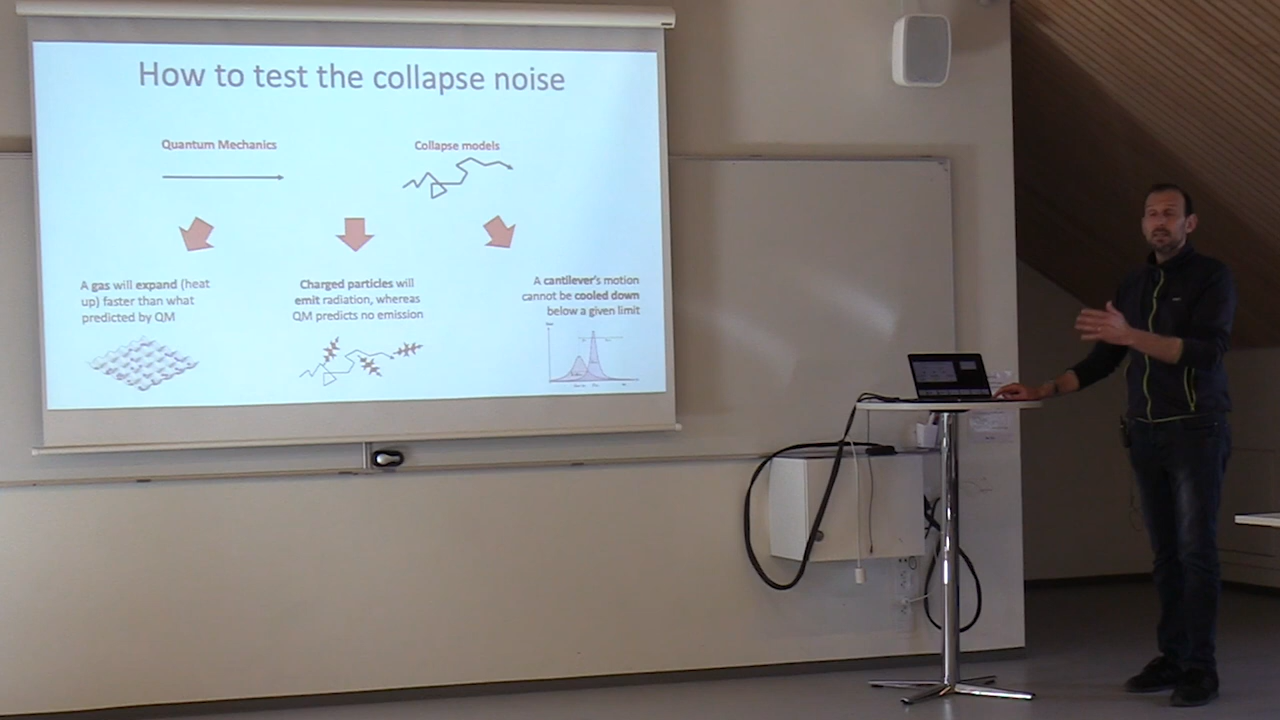 How to test the collapse noise
Quantum Mechanics
Collapse models
A gas will expand (heat
up) faster than what
predicted by QM
Charged particles will
emit radiation, whereas
QM predicts no emission
A cantilever's motion
cannot be cooled down
below a given limit